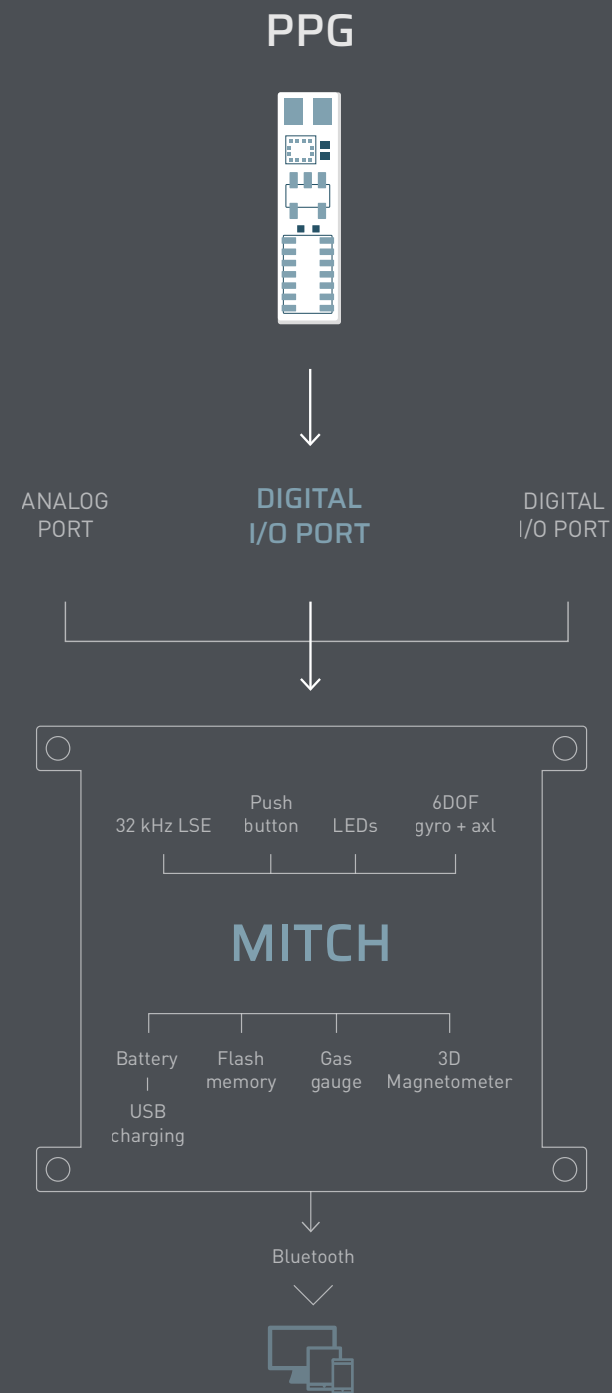 PPG
ANALOG
PORT
DIGITAL
I/O PORT
DIGITAL
I/O PORT
32 kHz LSE
Push
button
LEDs
6DOF
gyro + axl
MITCH
Battery
USB
charging
Flash
memory
Gas
gauge
3D
Magnetometer
Bluetooth